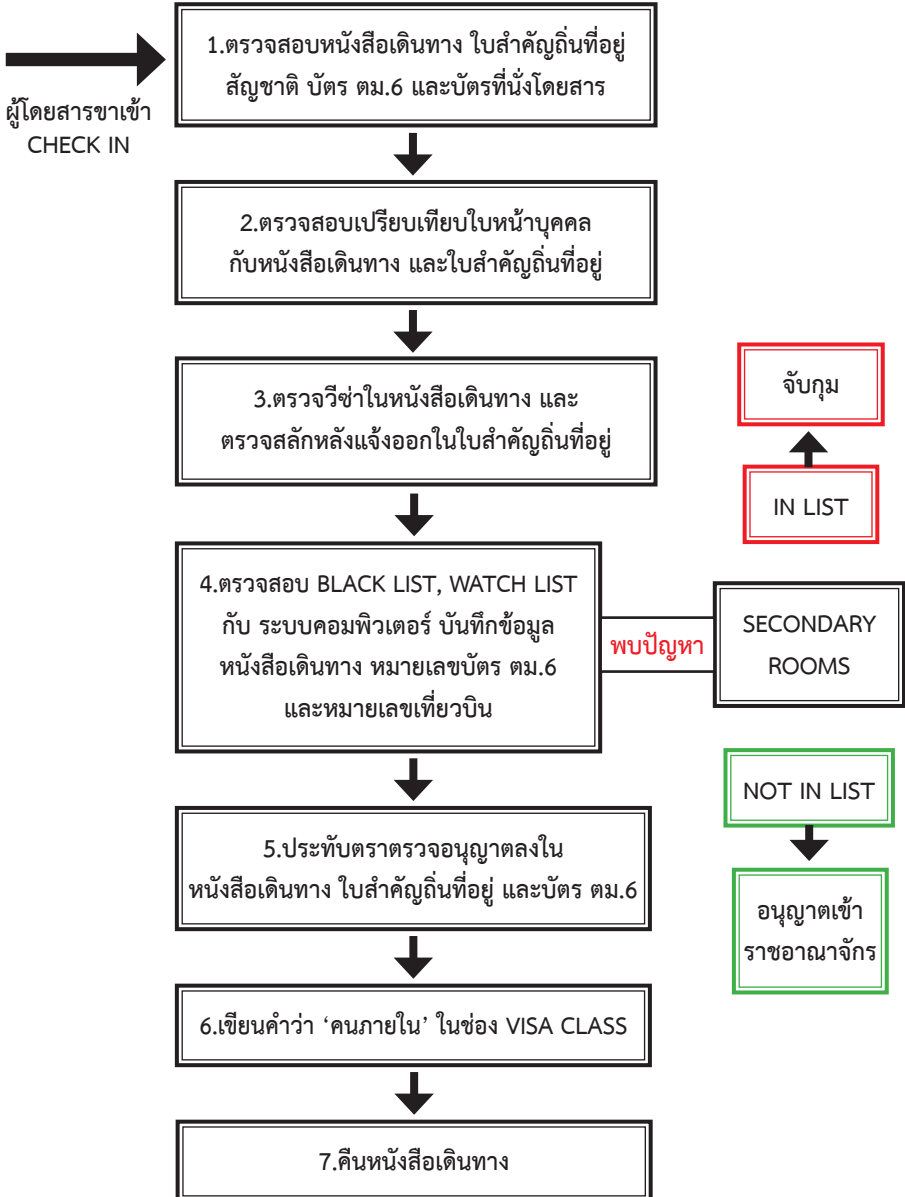 ผู้โดยสารขาเข้า
CHECK IN
1.ตรวจสอบหนังสือเดินทาง ใบสำคัญถิ่นที่อยู่
สัญชาติ บัตร ตม.6 และบัตรที่นั่งโดยสาร
2.ตรวจสอบเปรียบเทียบใบหน้าบุคคล
กับหนังสือเดินทาง และใบสำคัญถิ่นที่อยู่
3.ตรวจวีซ่าในหนังสือเดินทาง และ
ตรวจสลักหลังแจ้งออกในใบสำคัญถิ่นที่อยู่
จับกุม
IN LIST
4.ตรวจสอบ BLACK LIST, WATCH LIST
กับ ระบบคอมพิวเตอร์ บันทึกข้อมูล
หนังสือเดินทาง หมายเลขบัตร ตม.6
และหมายเลขเที่ยวบิน
พบปัญหา
SECONDARY
ROOMS
NOT IN LIST
อนุญาตเข้า
ราชอาณาจักร
5.ประทับตราตรวจอนุญาตลงใน
หนังสือเดินทาง ใบสำคัญถิ่นที่อยู่ และบัตร ตม.6
6.เขียนคำว่า ‘คนภายใน’ ในช่อง VISA CLASS
7.คืนหนังสือเดินทาง